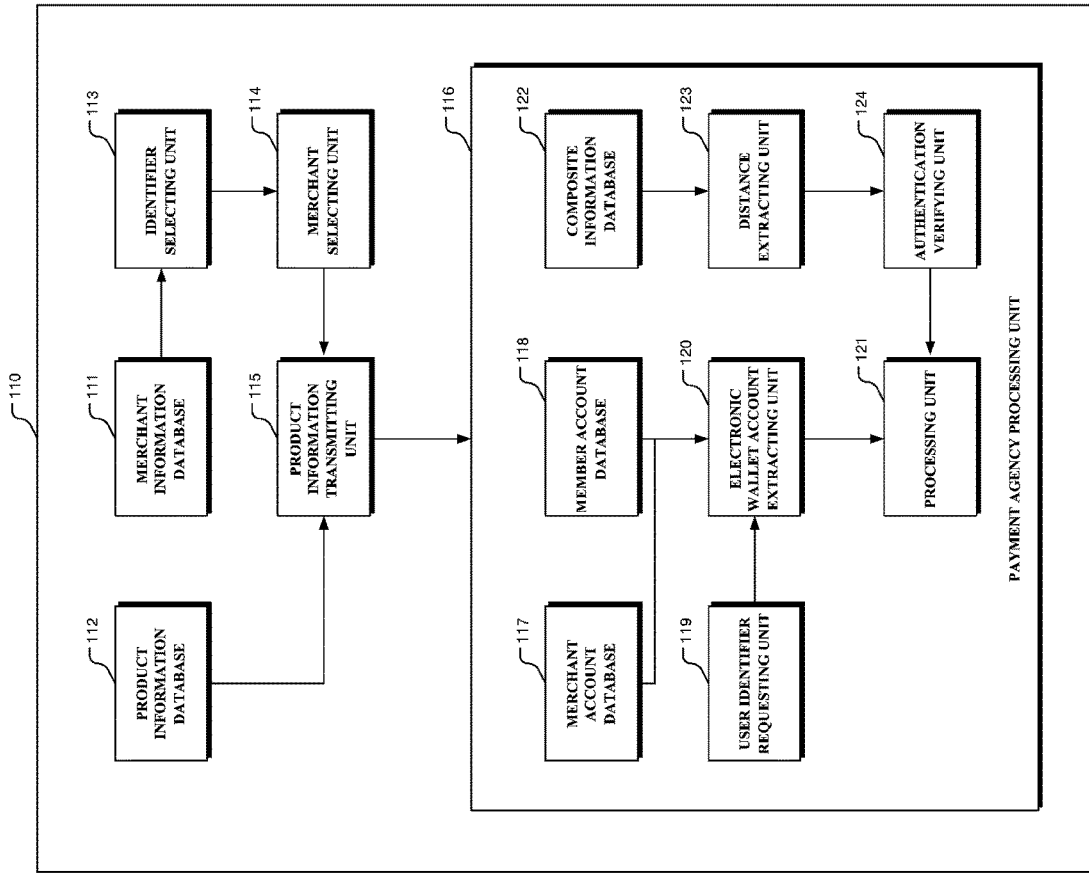 110
112
PRODUCT
INFORMATION
DATABASE
111
MERCHANT
INFORMATION
DATABASE
113
IDENTIFIER
SELECTING UNIT
115
PRODUCT
INFORMATION
TRANSMITTING
UNIT
114
MERCHANT
SELECTING UNIT
116
117
MERCHANT
ACCOUNT
DATABASE
118
MEMBER ACCOUNT
DATABASE
122
COMPOSITE
INFORMATION
DATABASE
119
USER IDENTIFIER
REQUESTING UNIT
120
ELECTRONIC
WALLET ACCOUNT
EXTRACTING UNIT
123
DISTANCE
EXTRACTING UNIT
121
PROCESSING UNIT
124
AUTHENTICATION
VERIFYING UNIT
PAYMENT AGENCY PROCESSING UNIT